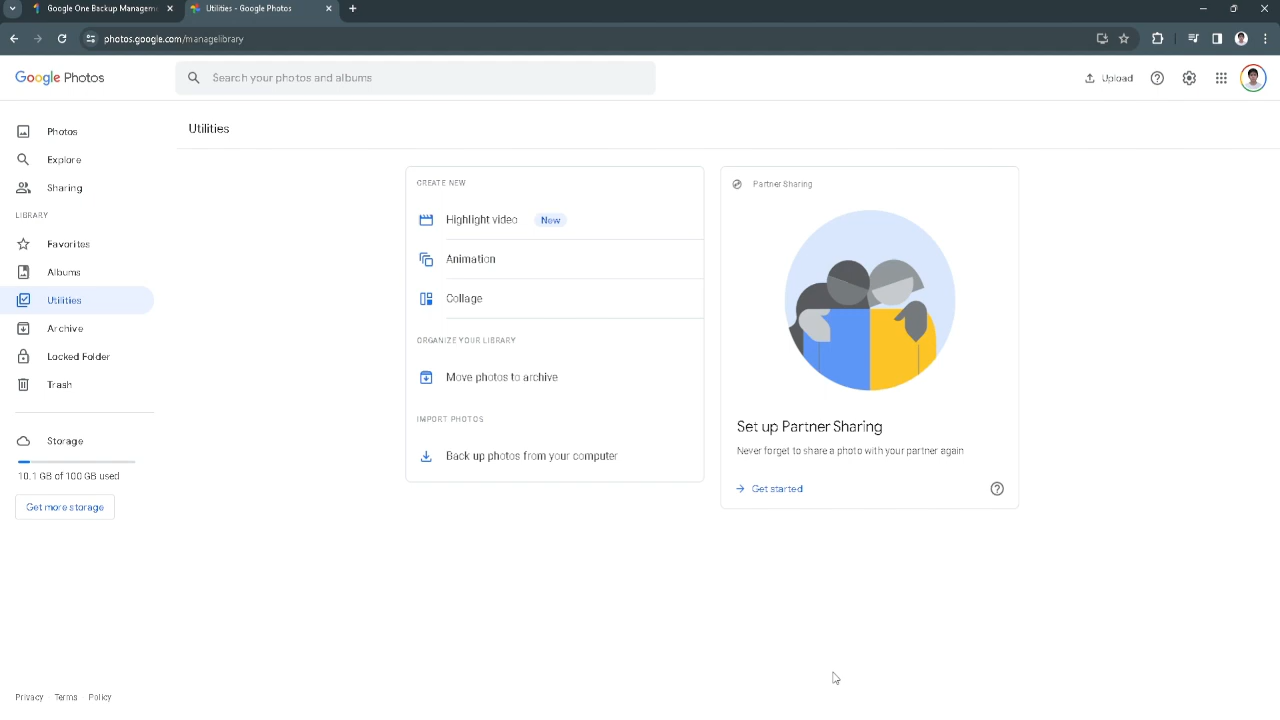 Google One Backup Managem
Utilities - Google Photos
photos.google.com/managelibrary
Google Photos
Search your photos and albums
Upload
Photos
Explore
Sharing
LIBRARY
Favorites
Albums
Utilities
Archive
Locked Folder
Trash
Storage
10.1 GB of 100 GB used
Get more storage
Utilities
CREATE NEW
Highlight video New
Animation
Collage
ORGANIZE YOUR LIBRARY
Move photos to archive
IMPORT PHOTOS
Back up photos from your computer
Partner Sharing
Set up Partner Sharing
Never forget to share a photo with your partner again
Get started
Privacy Terms Policy